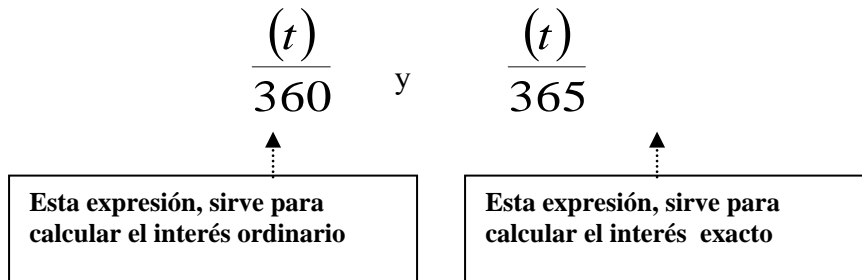 (t)/360 y (t)/365
Esta expresión, sirve para
calcular el interés ordinario
Esta expresión, sirve para
calcular el interés exacto